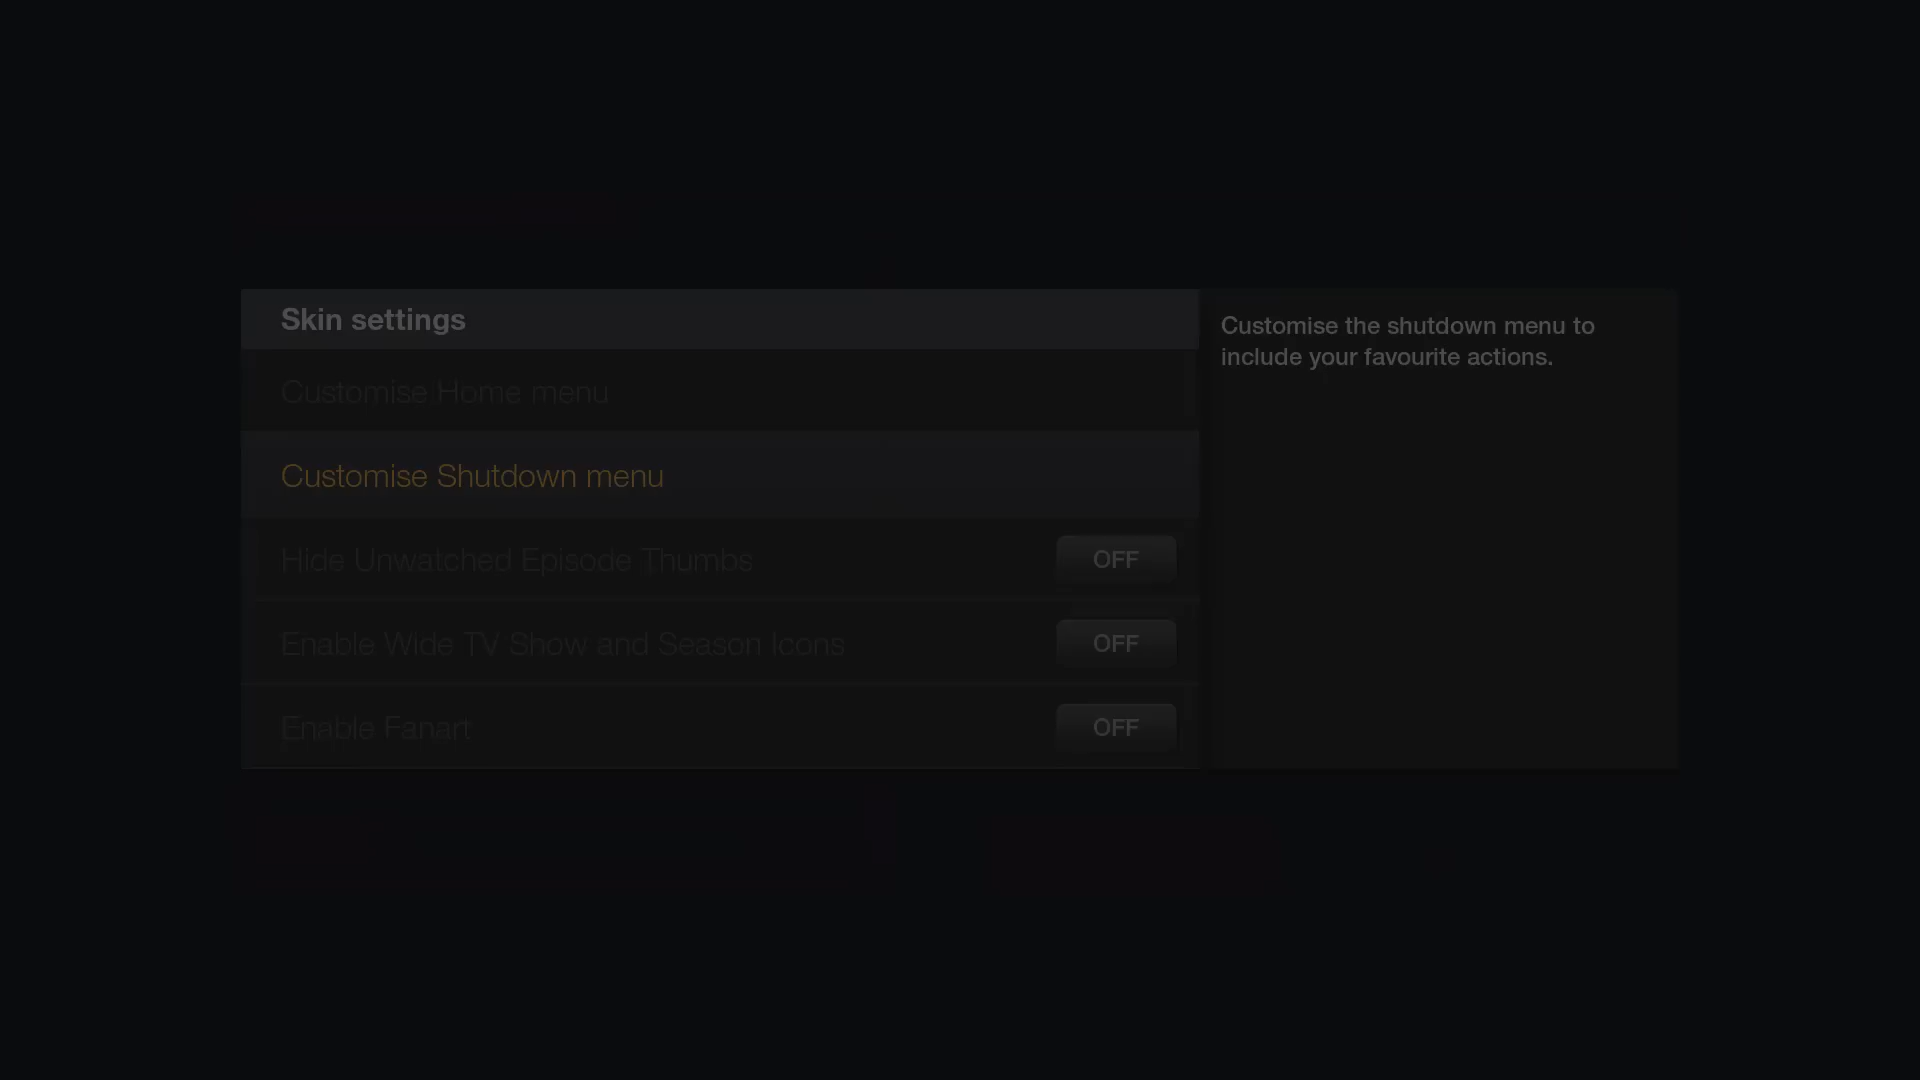 Skin settings
Customise Home menu
Customise Shutdown menu
Hide Unwatched Episode Thumbs
OFF
Enable Wide TV Show and Season Icons
OFF
Enable Fanart
OFF
Customise the shutdown menu to
include your favourite actions.